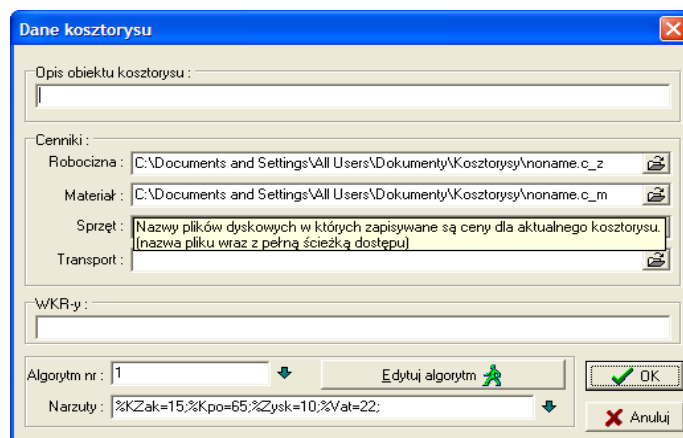 Dane kosztorysu
Opis obiektu kosztorysu :
Cenniki :
Robocizna : C:\Documents and Settings\All Users\Dokumenty\Kosztorysy\noname.c_z
Materiał : C:\Documents and Settings\All Users\Dokumenty\Kosztorysy\noname.c_m
Sprzęt : Nazwy plików dyskowych w których zapisywane są ceny dla aktualnego kosztorysu.
(nazwa pliku wraz z pełną ścieżką dostępu)
Transport :
WKR-y :
Algorytm nr : 1 Edytuj algorytm OK
Narzuty : %KZak=15;%Kpo=65;%Zysk=10;%Vat=22; Anuluj